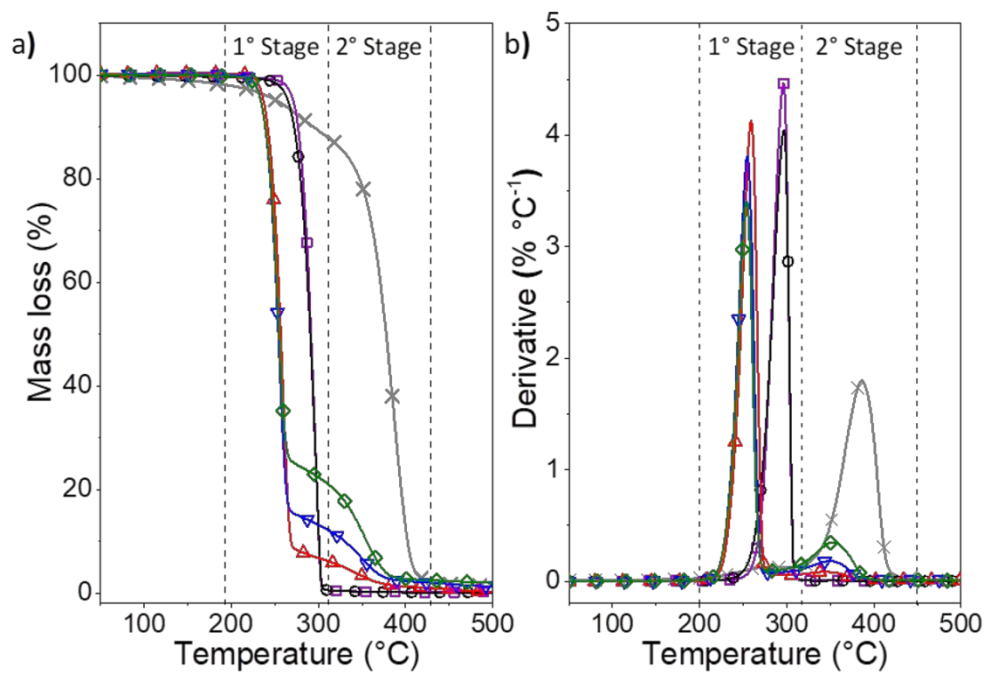 a)
1° Stage
2° Stage
100
80
60
40
20
0
Mass loss (%)
100
200
300
400
500
Temperature (°C)
b)
1° Stage
2° Stage
5
4
3
2
1
0
Derivative (% °C⁻¹)
100
200
300
400
500
Temperature (°C)